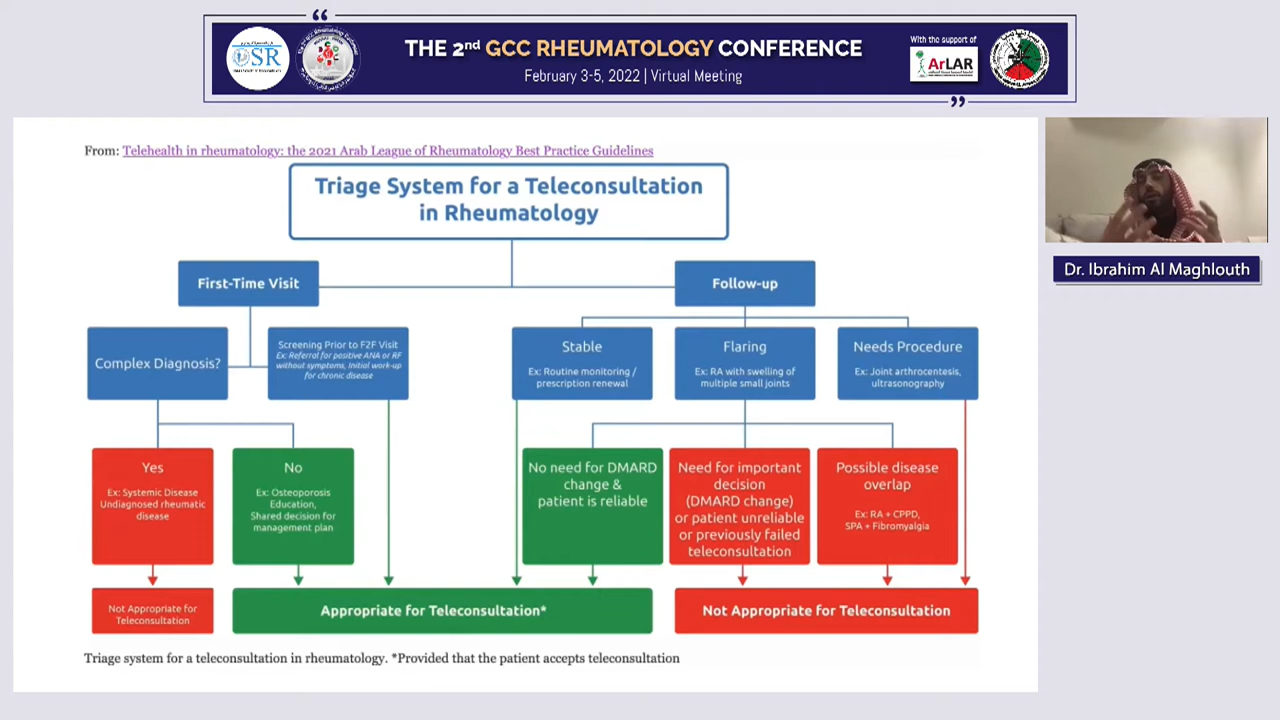 THE 2nd GCC RHEUMATOLOGY CONFERENCE
February 3-5, 2022 | Virtual Meeting
OSR
With the support of
ArLAR
From: Telehealth in rheumatology: the 2021 Arab League of Rheumatology Best Practice Guidelines
Triage System for a Teleconsultation
in Rheumatology
First-Time Visit
Follow-up
Complex Diagnosis?
Screening Prior to F2F Visit
Ex: Referral for positive ANA or RF
without symptoms, Initial work-up
for chronic disease
Stable
Ex: Routine monitoring /
prescription renewal
Flaring
Ex: RA with swelling of
multiple small joints
Needs Procedure
Ex: Joint arthrocentesis,
ultrasonography
Yes
Ex: Systemic Disease
Undiagnosed rheumatic
disease
No
Ex: Osteoporosis
Education,
Shared decision for
management plan
No need for DMARD
change &
patient is reliable
Need for important
decision
(DMARD change)
or patient unreliable
or previously failed
teleconsultation
Possible disease
overlap
Ex: RA + CPPD,
SPA + Fibromyalgia
Not Appropriate for
Teleconsultation
Appropriate for Teleconsultation*
Not Appropriate for Teleconsultation
Triage system for a teleconsultation in rheumatology. *Provided that the patient accepts teleconsultation
Dr. Ibrahim Al Maghlouth